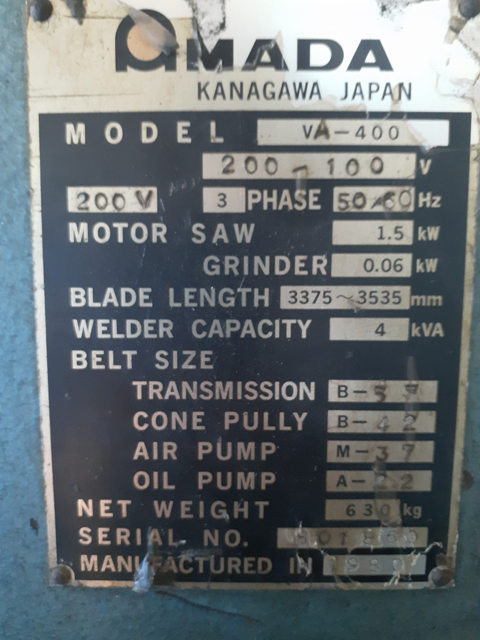 AMADA
KANAGAWA JAPAN
MODEL VA-400
200-100 V
200V 3 PHASE 50/60 Hz
MOTOR SAW 1.5 kW
GRINDER 0.06 kW
BLADE LENGTH 3375~3535 mm
WELDER CAPACITY 4 kVA
BELT SIZE
TRANSMISSION B-
CONE PULLY B-42
AIR PUMP M-37
OIL PUMP A-
NET WEIGHT 630 kg
SERIAL NO.
MANUFACTURED IN